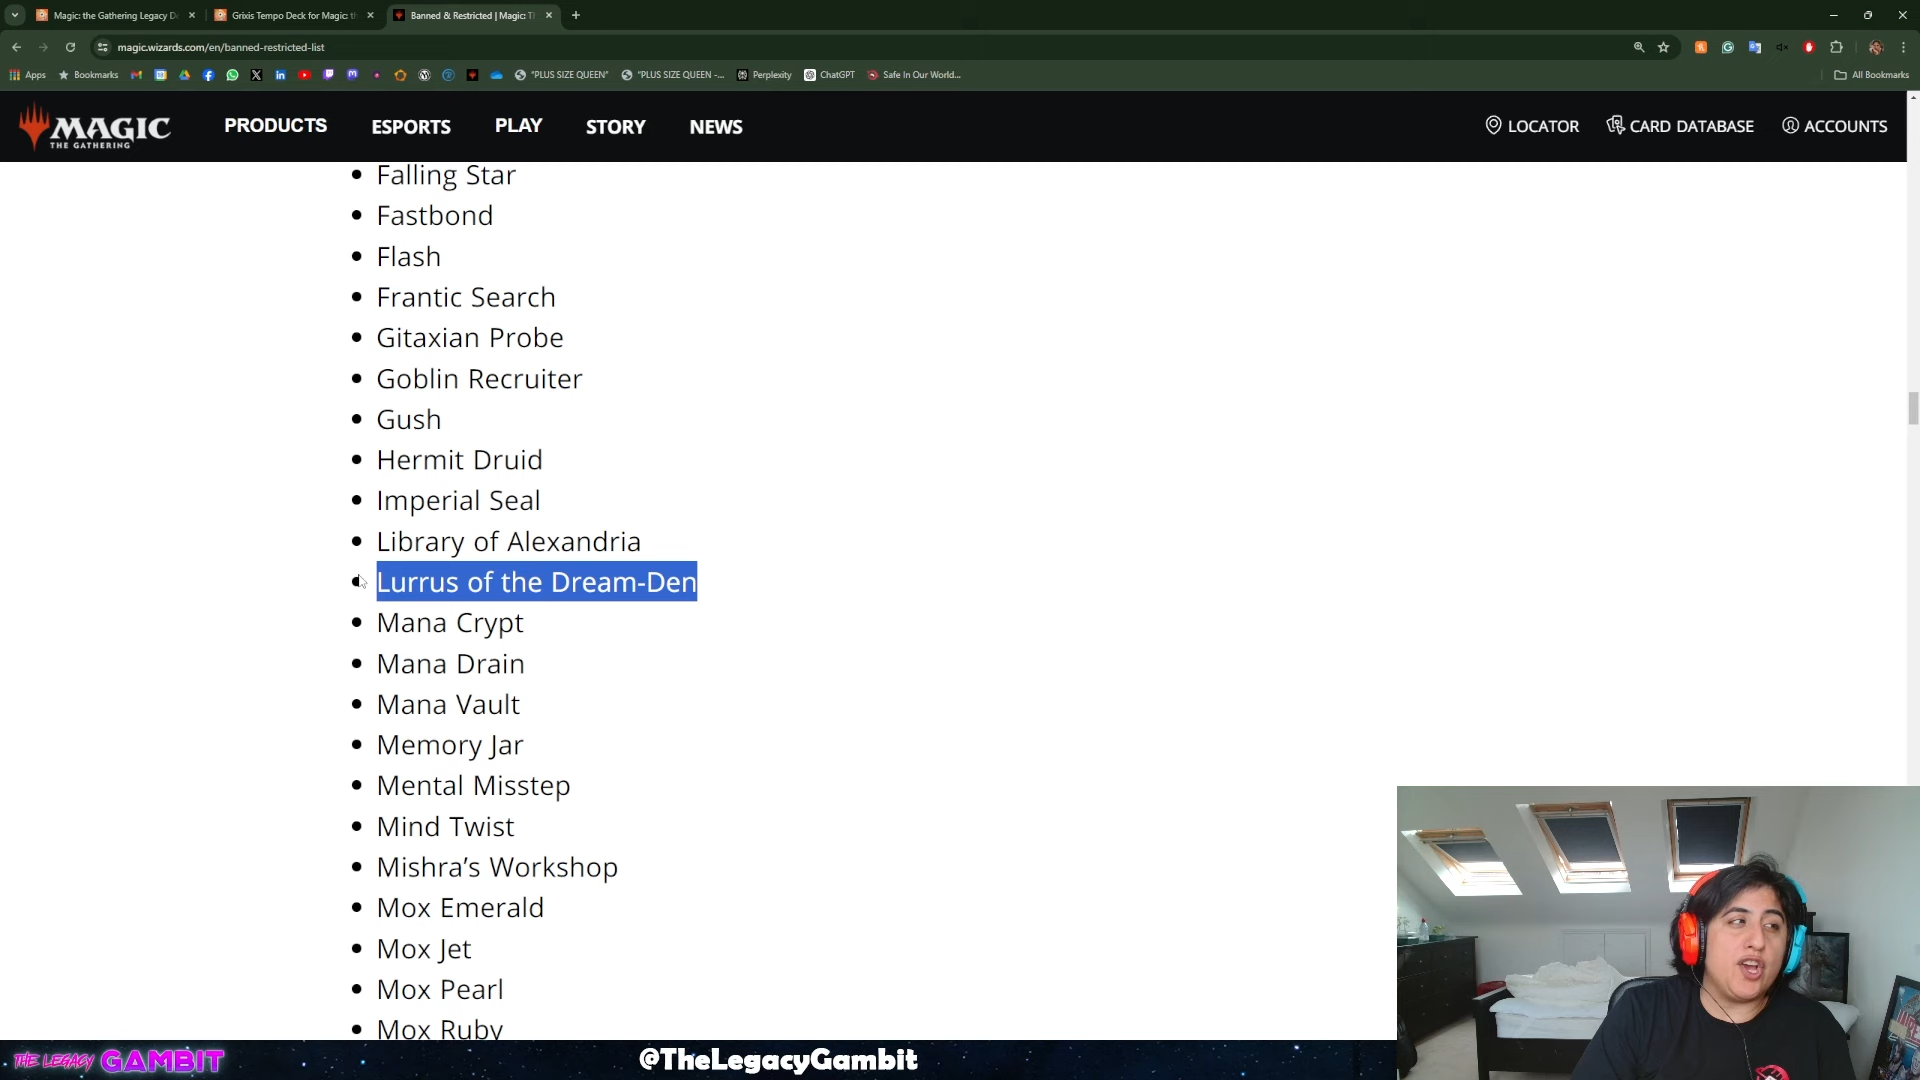 Magic: the Gathering Legacy D
Grixis Tempo Deck for Magic: th
Banned & Restricted | Magic: T
magic.wizards.com/en/banned-restricted-list
Apps
Bookmarks
"PLUS SIZE QUEEN"
"PLUS SIZE QUEEN -...
Perplexity
ChatGPT
Safe In Our World...
All Bookmarks
MAGIC
THE GATHERING
PRODUCTS
ESPORTS
PLAY
STORY
NEWS
LOCATOR
CARD DATABASE
ACCOUNTS
Falling Star
Fastbond
Flash
Frantic Search
Gitaxian Probe
Goblin Recruiter
Gush
Hermit Druid
Imperial Seal
Library of Alexandria
Lurrus of the Dream-Den
Mana Crypt
Mana Drain
Mana Vault
Memory Jar
Mental Misstep
Mind Twist
Mishra’s Workshop
Mox Emerald
Mox Jet
Mox Pearl
Mox Ruby
THE LEGACY GAMBIT
@TheLegacyGambit